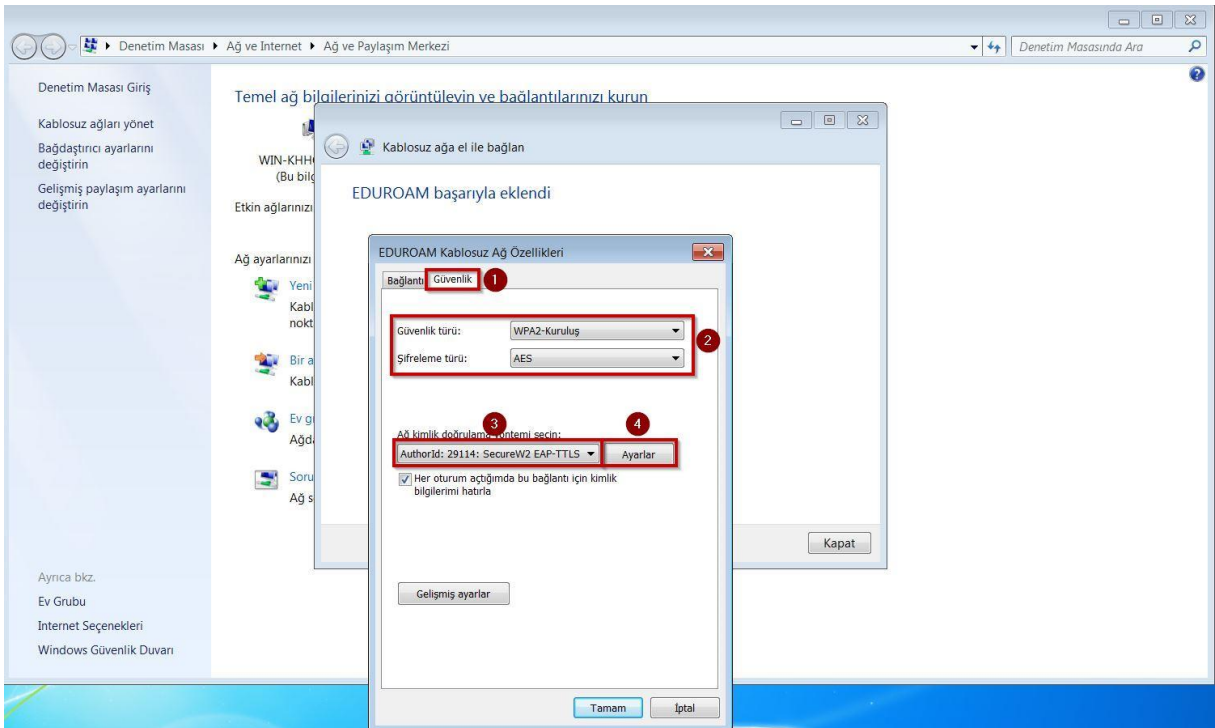 Denetim Masası ▸ Ağ ve Internet ▸ Ağ ve Paylaşım Merkezi
Denetim Masasında Ara
Denetim Masası Giriş
Kablosuz ağları yönet
Bağdaştırıcı ayarlarını
değiştirin
Gelişmiş paylaşım ayarlarını
değiştirin
Ayrıca bkz.
Ev Grubu
Internet Seçenekleri
Windows Güvenlik Duvarı
Temel ağ bilgilerinizi görüntüleyin ve bağlantılarınızı kurun
WIN-KHH
(Bu bilg
Etkin ağlarınızı
Ağ ayarlarınızı
Yeni
Kabl
nokt
Bir a
Kabl
Ev g
Ağda
Soru
Ağ s
Kablosuz ağa el ile bağlan
EDUROAM başarıyla eklendi
Kapat
EDUROAM Kablosuz Ağ Özellikleri
Bağlantı Güvenlik 1
Güvenlik türü: WPA2-Kuruluş
2
Şifreleme türü: AES
3 4
Ağ kimlik doğrulama yöntemi seçin:
AuthorId: 29114: SecureW2 EAP-TTLS Ayarlar
Her oturum açtığımda bu bağlantı için kimlik
bilgilerimi hatırla
Gelişmiş ayarlar
Tamam İptal